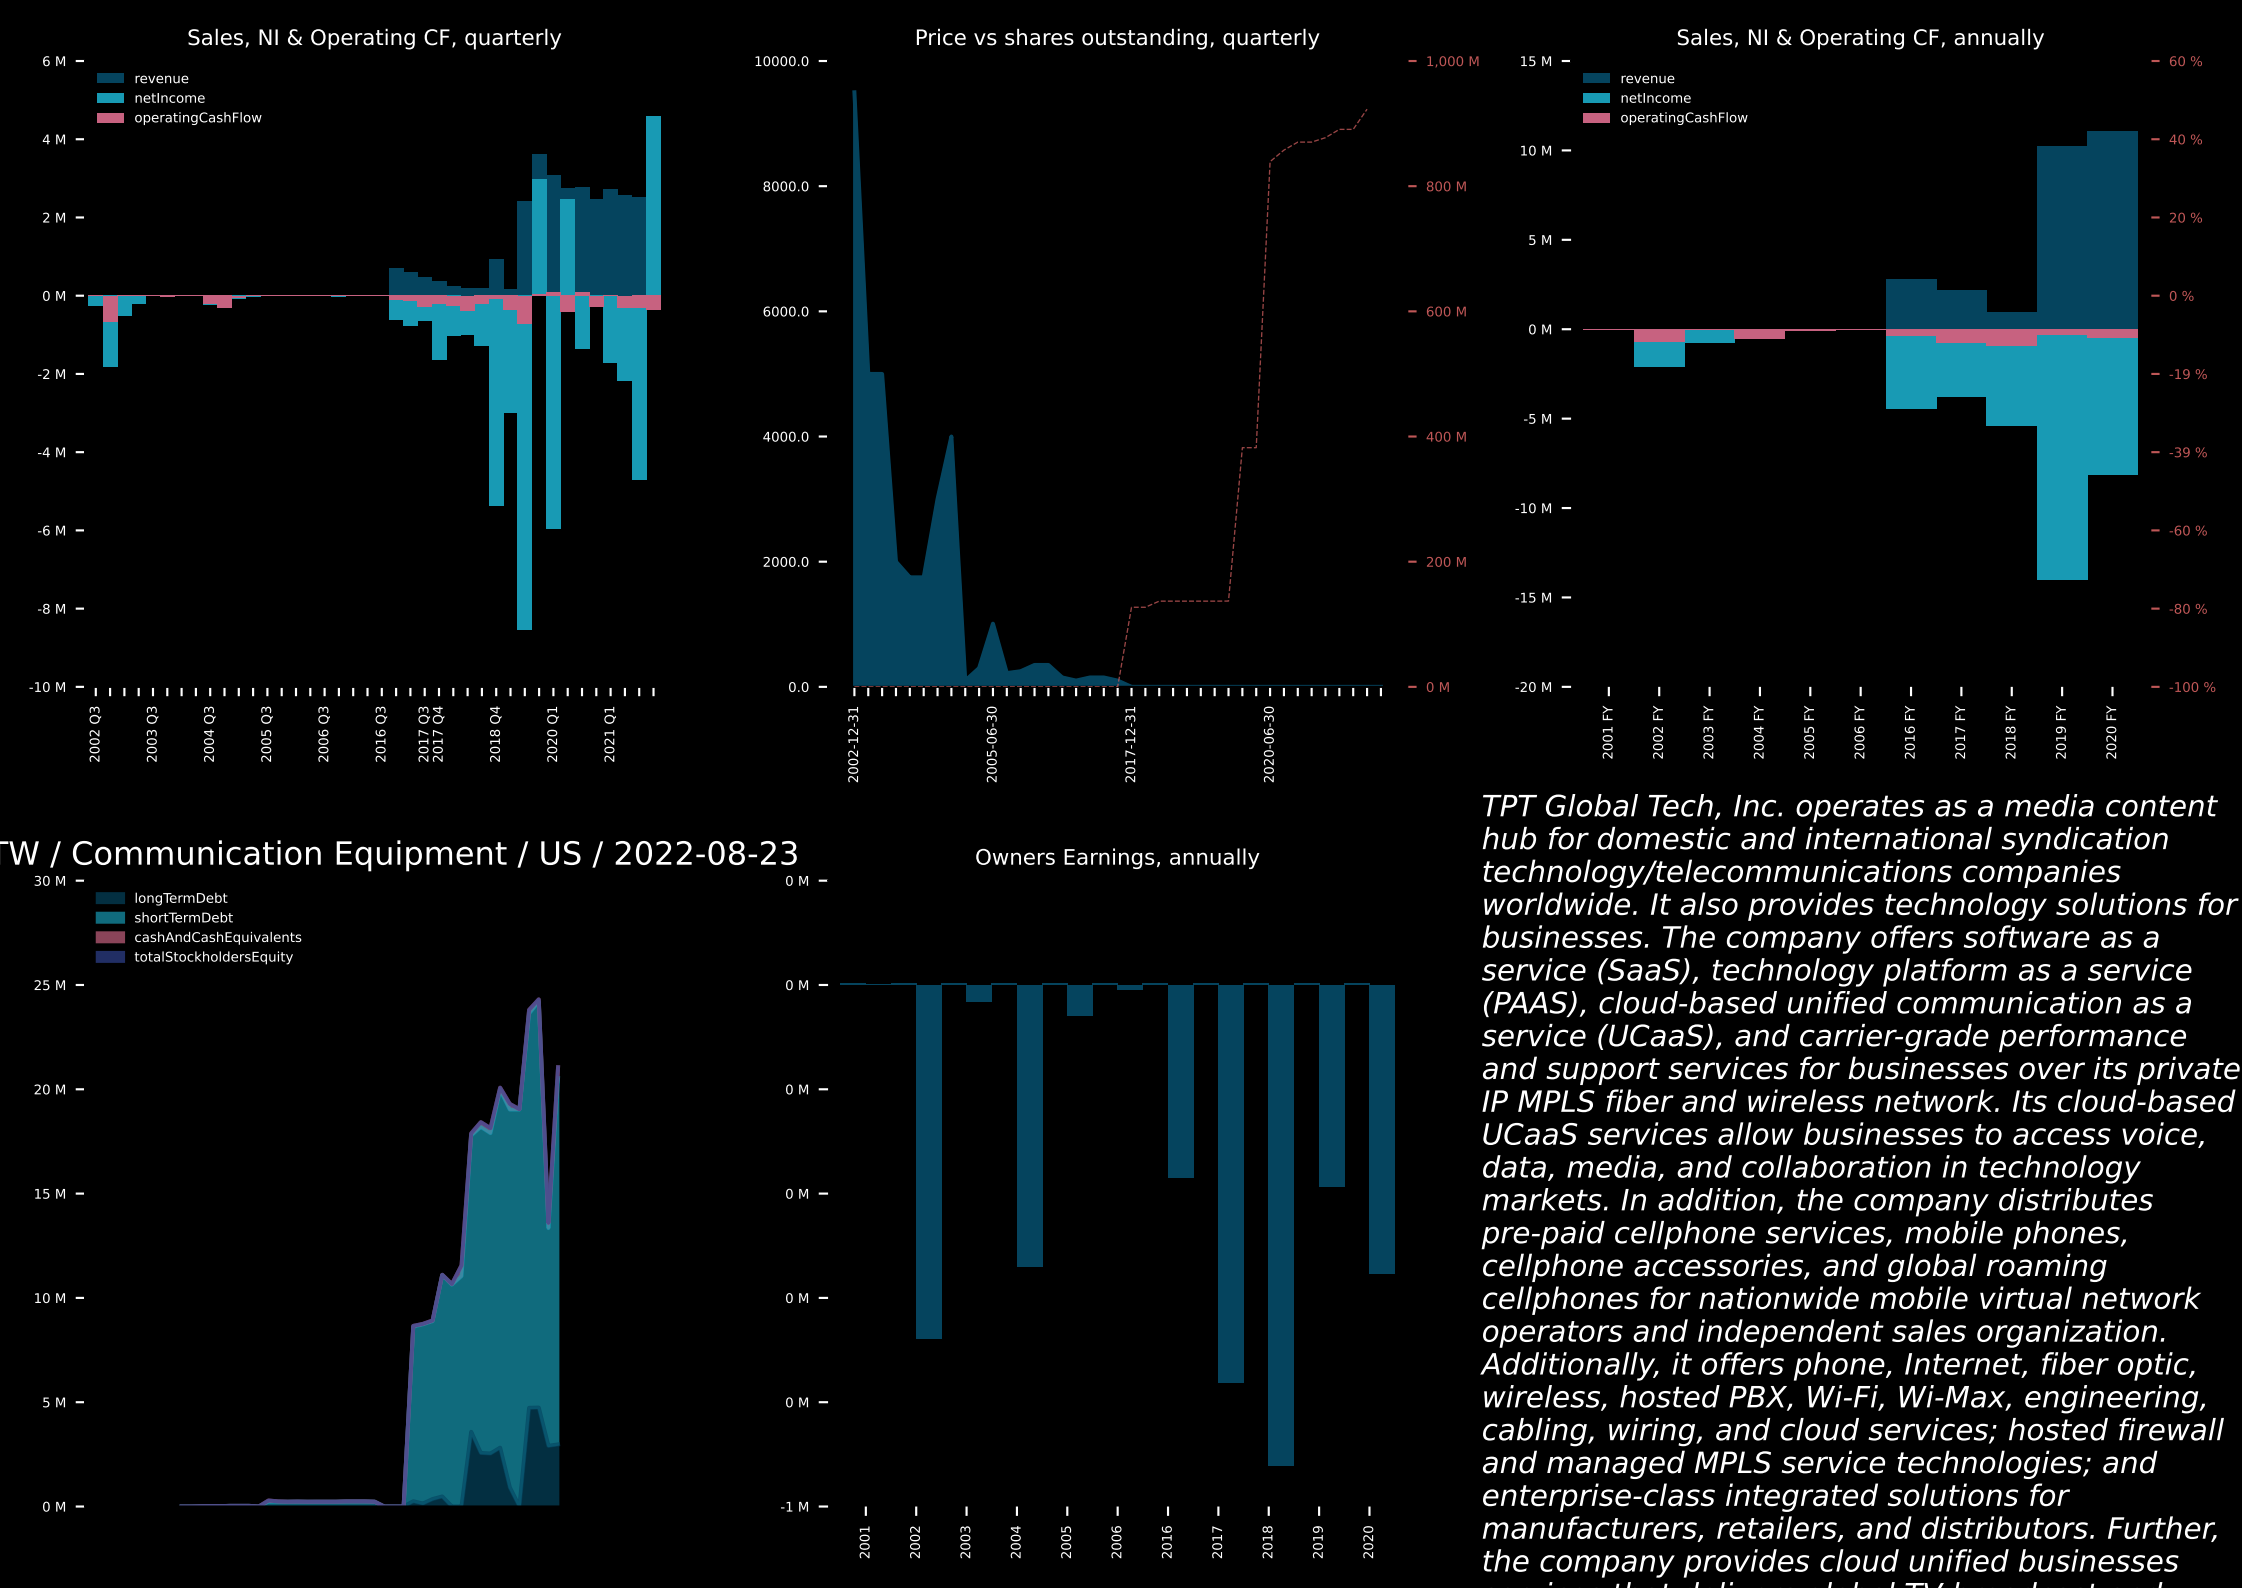 Sales, NI & Operating CF, quarterly
6 M
4 M
2 M
0 M
-2 M
-4 M
-6 M
-8 M
-10 M
revenue
netIncome
operatingCashFlow
2002 Q3
2003 Q3
2004 Q3
2005 Q3
2006 Q3
2016 Q3
2017 Q3
2017 Q4
2018 Q4
2020 Q1
2021 Q1
Price vs shares outstanding, quarterly
10000.0
8000.0
6000.0
4000.0
2000.0
0.0
1,000 M
800 M
600 M
400 M
200 M
0 M
2002-12-31
2005-06-30
2017-12-31
2020-06-30
Sales, NI & Operating CF, annually
15 M
10 M
5 M
0 M
-5 M
-10 M
-15 M
-20 M
revenue
netIncome
operatingCashFlow
60 %
40 %
20 %
0 %
-19 %
-39 %
-60 %
-80 %
-100 %
2001 FY
2002 FY
2003 FY
2004 FY
2005 FY
2006 FY
2016 FY
2017 FY
2018 FY
2019 FY
2020 FY
TW / Communication Equipment / US / 2022-08-23
30 M
25 M
20 M
15 M
10 M
5 M
0 M
longTermDebt
shortTermDebt
cashAndCashEquivalents
totalStockholdersEquity
Owners Earnings, annually
0 M
0 M
0 M
0 M
0 M
0 M
-1 M
2001
2002
2003
2004
2005
2006
2016
2017
2018
2019
2020
TPT Global Tech, Inc. operates as a media content
hub for domestic and international syndication
technology/telecommunications companies
worldwide. It also provides technology solutions for
businesses. The company offers software as a
service (SaaS), technology platform as a service
(PAAS), cloud-based unified communication as a
service (UCaaS), and carrier-grade performance
and support services for businesses over its private
IP MPLS fiber and wireless network. Its cloud-based
UCaaS services allow businesses to access voice,
data, media, and collaboration in technology
markets. In addition, the company distributes
pre-paid cellphone services, mobile phones,
cellphone accessories, and global roaming
cellphones for nationwide mobile virtual network
operators and independent sales organization.
Additionally, it offers phone, Internet, fiber optic,
wireless, hosted PBX, Wi-Fi, Wi-Max, engineering,
cabling, wiring, and cloud services; hosted firewall
and managed MPLS service technologies; and
enterprise-class integrated solutions for
manufacturers, retailers, and distributors. Further,
the company provides cloud unified businesses